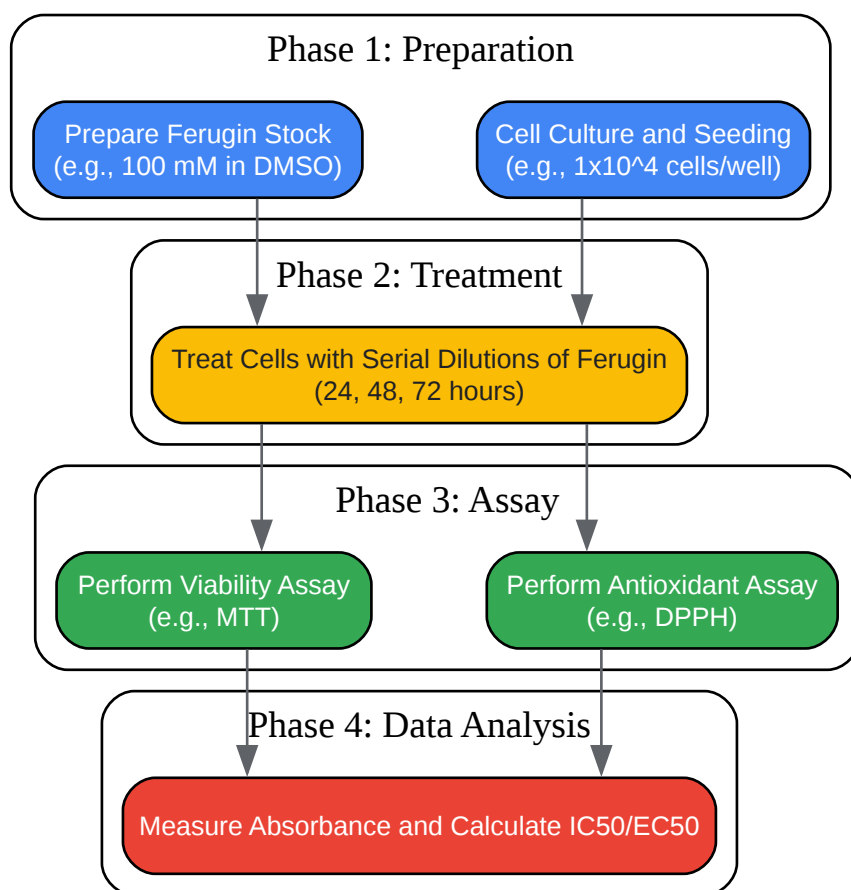 Phase 1: Preparation
Prepare Ferugin Stock
(e.g., 100 mM in DMSO)
Cell Culture and Seeding
(e.g., 1x10^4 cells/well)
Phase 2: Treatment
Treat Cells with Serial Dilutions of Ferugin
(24, 48, 72 hours)
Phase 3: Assay
Perform Viability Assay
(e.g., MTT)
Perform Antioxidant Assay
(e.g., DPPH)
Phase 4: Data Analysis
Measure Absorbance and Calculate IC50/EC50